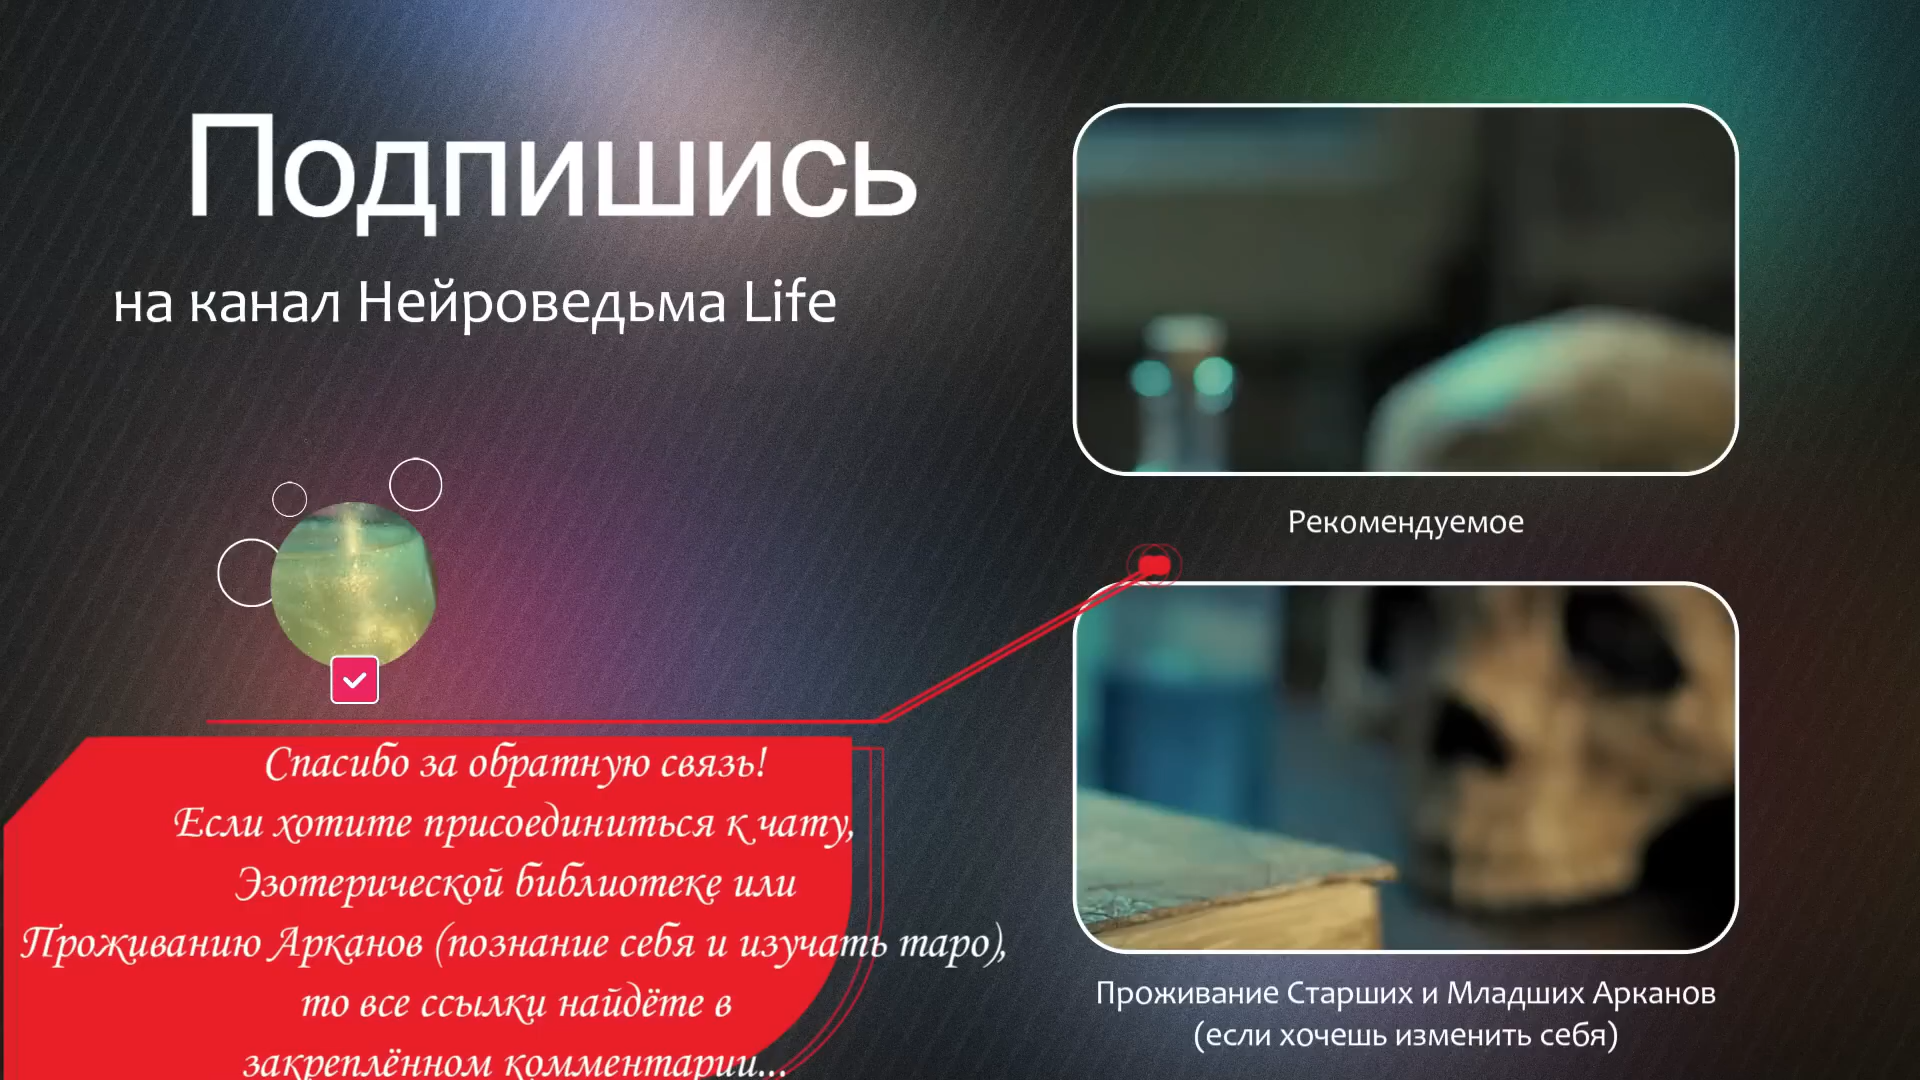 Подпишись
на канал Нейроведьма Life
Рекомендуемое
Спасибо за обратную связь!
Если хотите присоединиться к чату,
Эзотерической библиотеке или
Проживанию Арканов (познание себя и изучать таро),
то все ссылки найдёте в
закреплённом комментарии...
Проживание Старших и Младших Арканов
(если хочешь изменить себя)